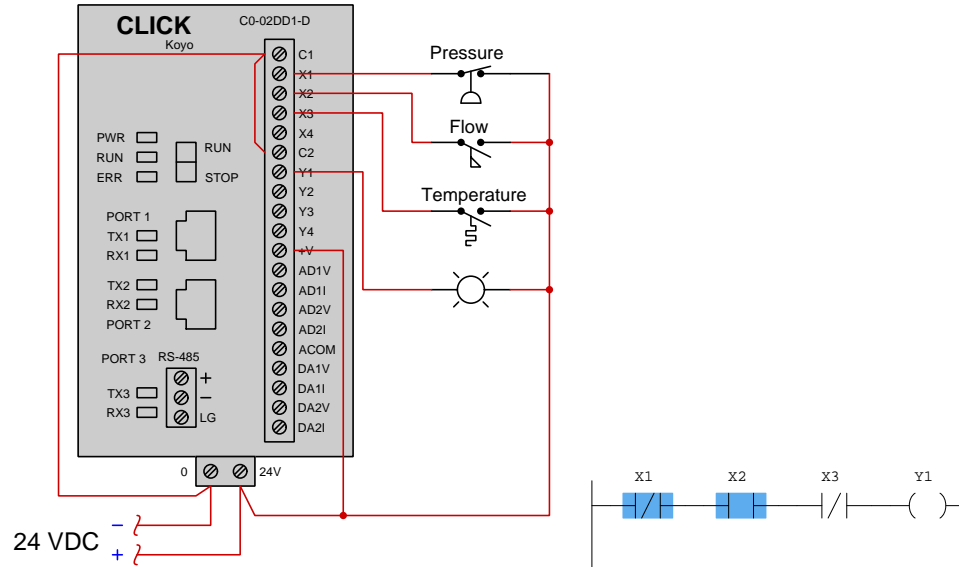 CLICK
Koyo
C0-02DD1-D
C1
X1
X2
X3
X4
C2
Y1
Y2
Y3
Y4
+V
AD1V
AD1I
AD2V
AD2I
ACOM
DA1V
DA1I
DA2V
DA2I
PWR
RUN
ERR
RUN
STOP
PORT 1
TX1
RX1
TX2
RX2
PORT 2
PORT 3 RS-485
TX3
RX3
+
−
LG
0 24V
24 VDC
−
+
Pressure
Flow
Temperature
X1 X2 X3 Y1